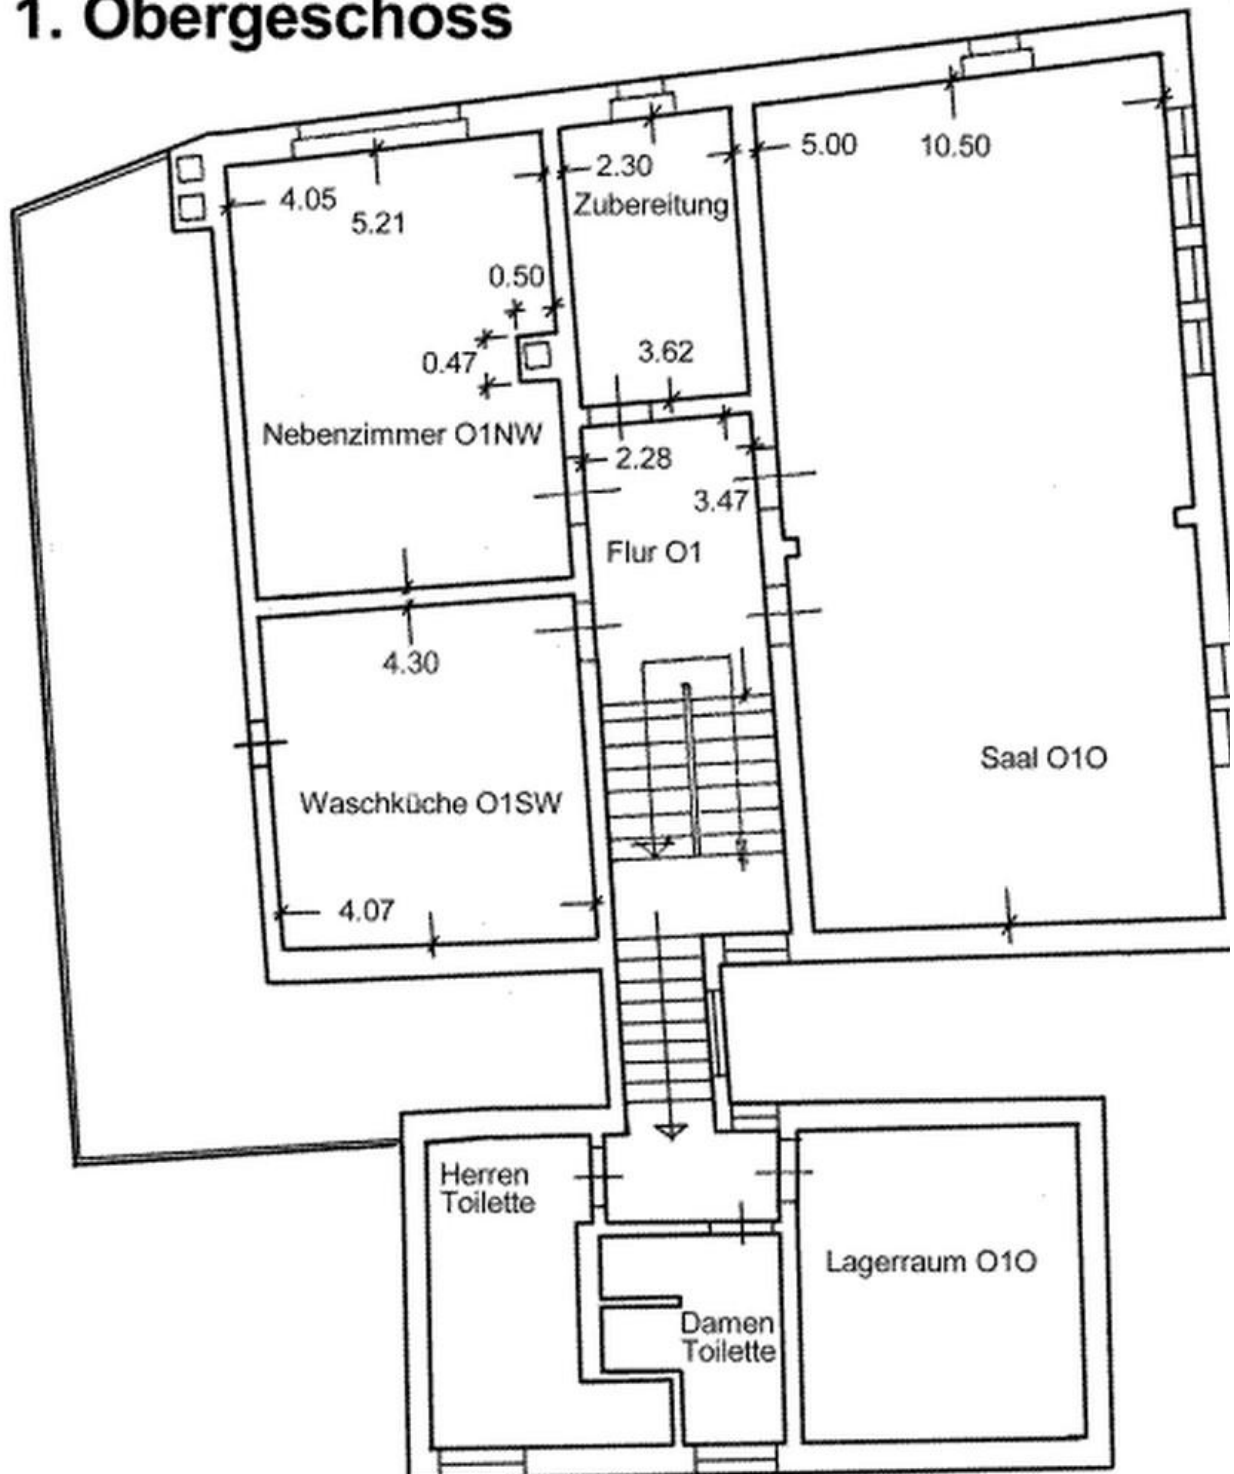 1. Obergeschoss
5.00
10.50
2.30
Zubereitung
4.05
5.21
0.50
0.47
3.62
Nebenzimmer O1NW
2.28
3.47
Flur O1
4.30
Saal O1O
Waschküche O1SW
4.07
Herren
Toilette
Lagerraum O1O
Damen
Toilette